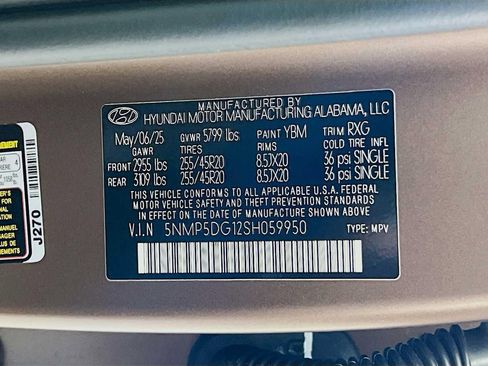 MANUFACTURED BY
HYUNDAI MOTOR MANUFACTURING ALABAMA, LLC
May/06/25 GVWR 5799 lbs PAINT YBM TRIM RXG
GAWR TIRES RIMS COLD TIRE INFL
FRONT 2955 lbs 255/45R20 8.5JX20 36 psi SINGLE
REAR 3109 lbs 255/45R20 8.5JX20 36 psi SINGLE
THIS VEHICLE CONFORMS TO ALL APPLICABLE U.S.A. FEDERAL
MOTOR VEHICLE SAFETY, BUMPER AND THEFT PREVENTION
STANDARDS IN EFFECT ON THE DATE OF MANUFACTURE SHOWN ABOVE.
V.I.N 5NMP5DG12SH059950 TYPE: MPV
J270